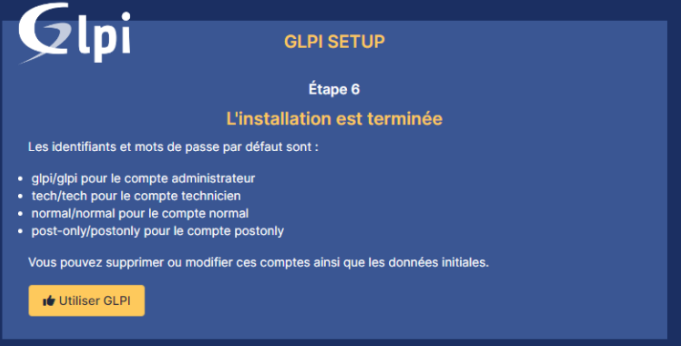 Glpi
GLPI SETUP
Étape 6
L'installation est terminée
Les identifiants et mots de passe par défaut sont :
glpi/glpi pour le compte administrateur
tech/tech pour le compte technicien
normal/normal pour le compte normal
post-only/postonly pour le compte postonly
Vous pouvez supprimer ou modifier ces comptes ainsi que les données initiales.
Utiliser GLPI